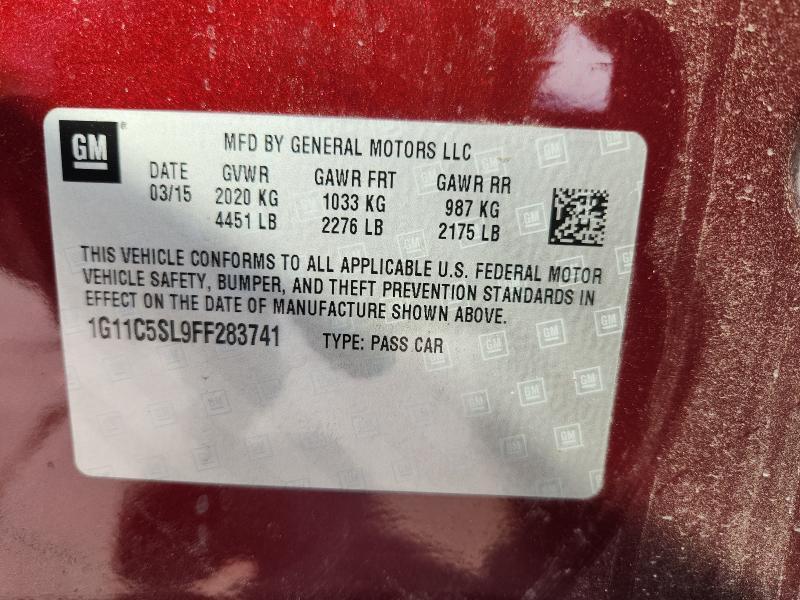 GM ®
MFD BY GENERAL MOTORS LLC
DATE GVWR GAWR FRT GAWR RR
03/15 2020 KG 1033 KG 987 KG
4451 LB 2276 LB 2175 LB
THIS VEHICLE CONFORMS TO ALL APPLICABLE U.S. FEDERAL MOTOR
VEHICLE SAFETY, BUMPER, AND THEFT PREVENTION STANDARDS IN
EFFECT ON THE DATE OF MANUFACTURE SHOWN ABOVE.
1G11C5SL9FF283741 TYPE: PASS CAR